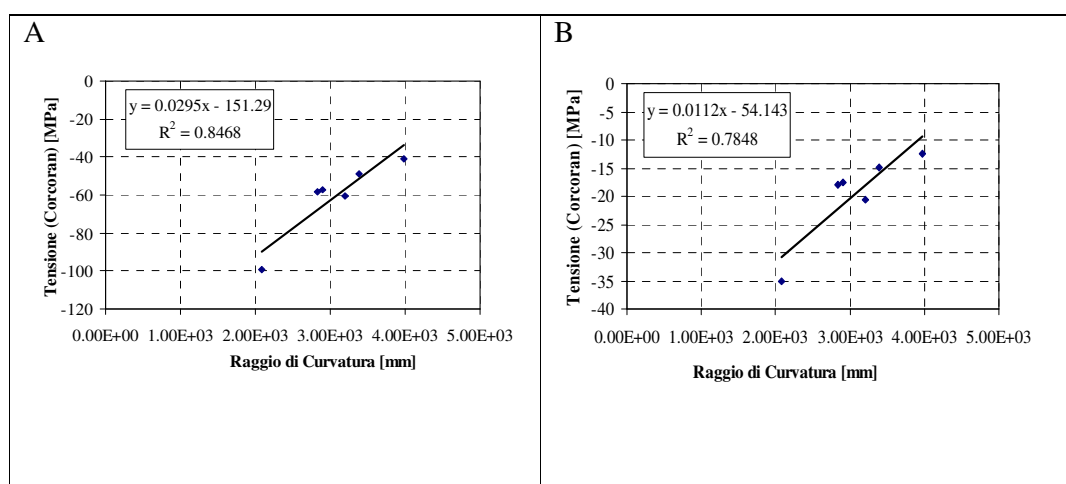 A
y = 0.0295x - 151.29
R² = 0.8468
0
-20
-40
-60
-80
-100
-120
0.00E+00 1.00E+03 2.00E+03 3.00E+03 4.00E+03 5.00E+03
Raggio di Curvatura [mm]
Tensione (Corcoran) [MPa]
B
y = 0.0112x - 54.143
R² = 0.7848
0
-5
-10
-15
-20
-25
-30
-35
-40
0.00E+00 1.00E+03 2.00E+03 3.00E+03 4.00E+03 5.00E+03
Raggio di Curvatura [mm]
Tensione (Corcoran) [MPa]